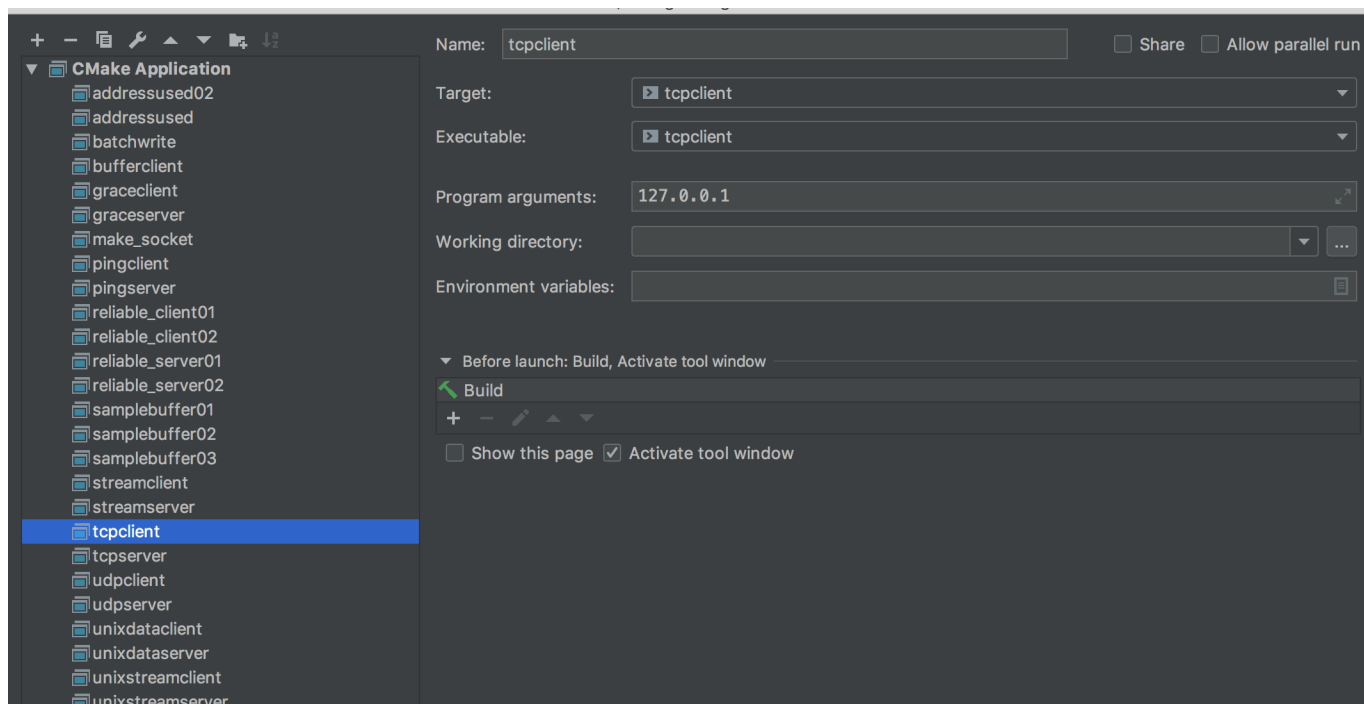 Name: tcpclient Share Allow parallel run
CMake Application
addressused02
addressused
batchwrite
bufferclient
graceclient
graceserver
make_socket
pingclient
pingserver
reliable_client01
reliable_client02
reliable_server01
reliable_server02
samplebuffer01
samplebuffer02
samplebuffer03
streamclient
streamserver
tcpclient
tcpserver
udpclient
udpserver
unixdataclient
unixdataserver
unixstreamclient
unixstreamserver
Target: tcpclient
Executable: tcpclient
Program arguments: 127.0.0.1
Working directory:
...
Environment variables:
Before launch: Build, Activate tool window
Build
Show this page Activate tool window